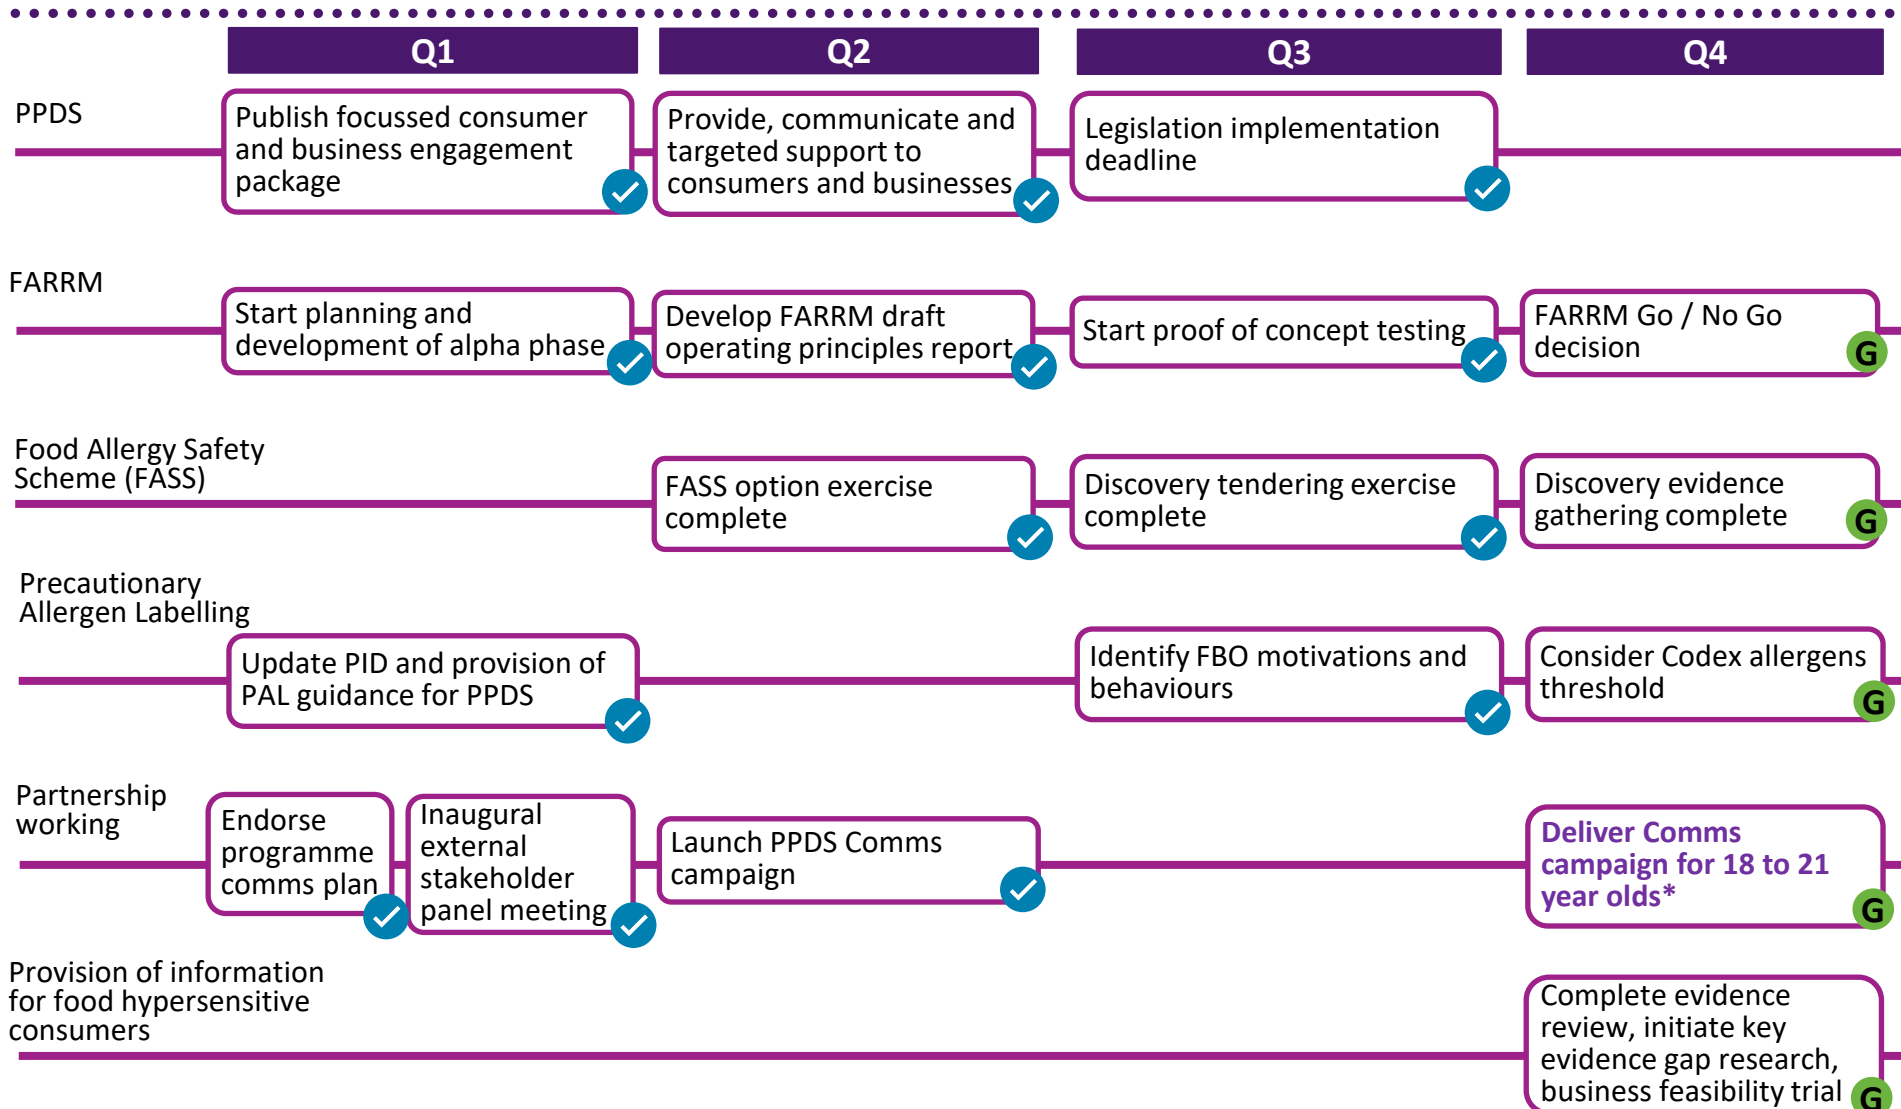 Q1
Q2
Q3
Q4
PPDS
Publish focussed consumer
and business engagement
package
Provide, communicate and
targeted support to
consumers and businesses
Legislation implementation
deadline
FARRM
Start planning and
development of alpha phase
Develop FARRM draft
operating principles report
Start proof of concept testing
FARRM Go / No Go
decision
G
Food Allergy Safety
Scheme (FASS)
FASS option exercise
complete
Discovery tendering exercise
complete
Discovery evidence
gathering complete
G
Precautionary
Allergen Labelling
Update PID and provision of
PAL guidance for PPDS
Identify FBO motivations and
behaviours
Consider Codex allergens
threshold
G
Partnership
working
Endorse
programme
comms plan
Inaugural
external
stakeholder
panel meeting
Launch PPDS Comms
campaign
Deliver Comms
campaign for 18 to 21
year olds*
G
Provision of information
for food hypersensitive
consumers
Complete evidence
review, initiate key
evidence gap research,
business feasibility trial
G